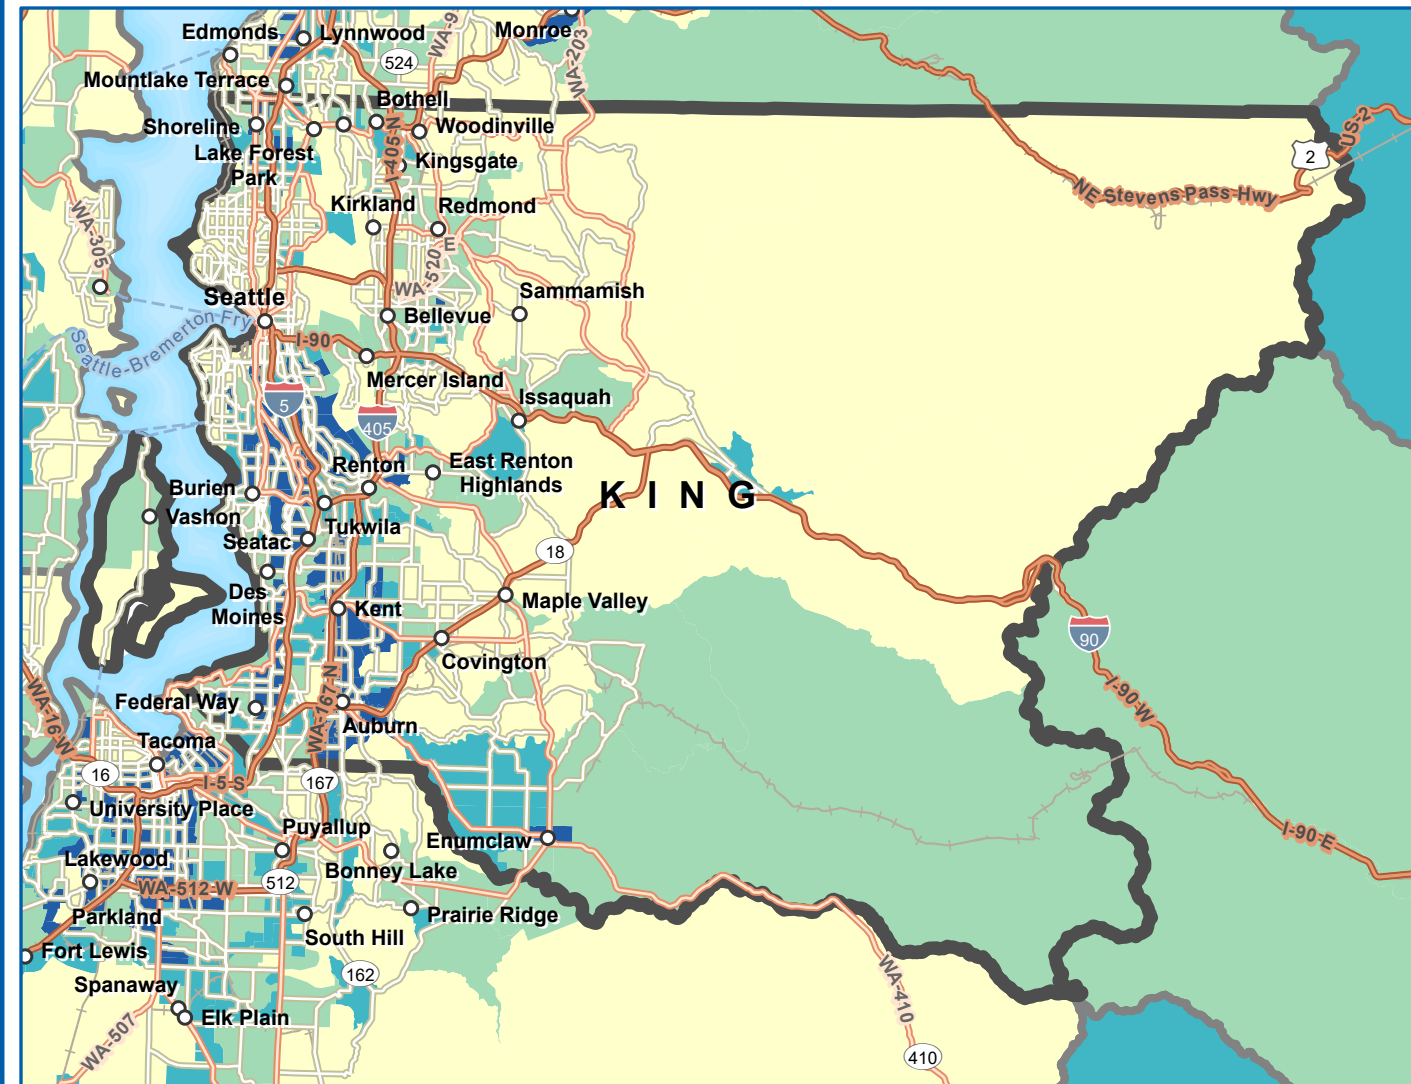 Edmonds
Lynnwood
WA-9
Monroe
WA-203
524
Mountlake Terrace
Bothell
Shoreline
Woodinville
Lake Forest
Park
I-405-N
Kingsgate
US-2
2
NE Stevens Pass Hwy
Kirkland
Redmond
WA-305
E
WA-520
Seattle
Sammamish
Bellevue
Seattle-Bremerton Fry
I-90
Mercer Island
Issaquah
5
405
Renton
East Renton
Highlands
KING
Burien
Vashon
Tukwila
Seatac
18
Des
Moines
Kent
Maple Valley
90
Covington
I-90-W
WA-16 W
Federal Way
WA-167-N
Auburn
Tacoma
16
I-5-S
167
University Place
Puyallup
Enumclaw
I-90-E
Lakewood
Bonney Lake
WA-512-W
512
Parkland
Prairie Ridge
South Hill
Fort Lewis
162
WA-410
Spanaway
Elk Plain
WA-507
410